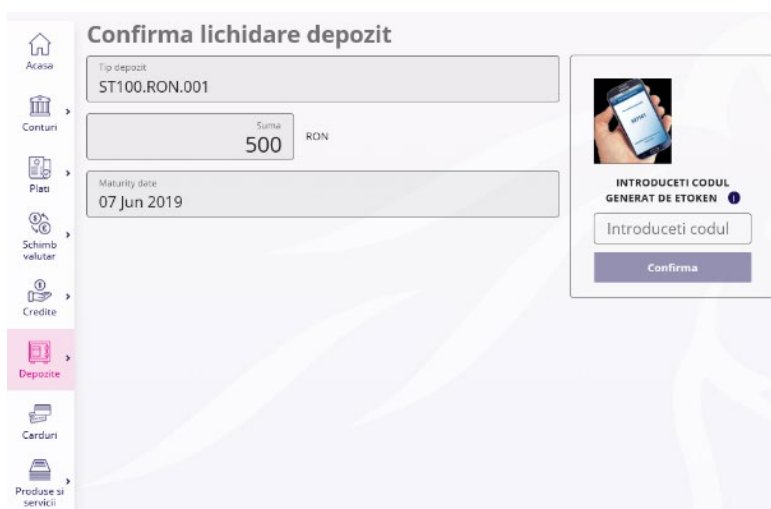 Confirma lichidare depozit
Acasa
Conturi
Plati
Schimb
valutar
Credite
Depozite
Carduri
Produse si
servicii
Tip depozit
ST100.RON.001
Suma
500
RON
Maturity date
07 Jun 2019
REPORT
INTRODUCETI CODUL
GENERAT DE ETOKEN
i
Introduceti codul
Confirma